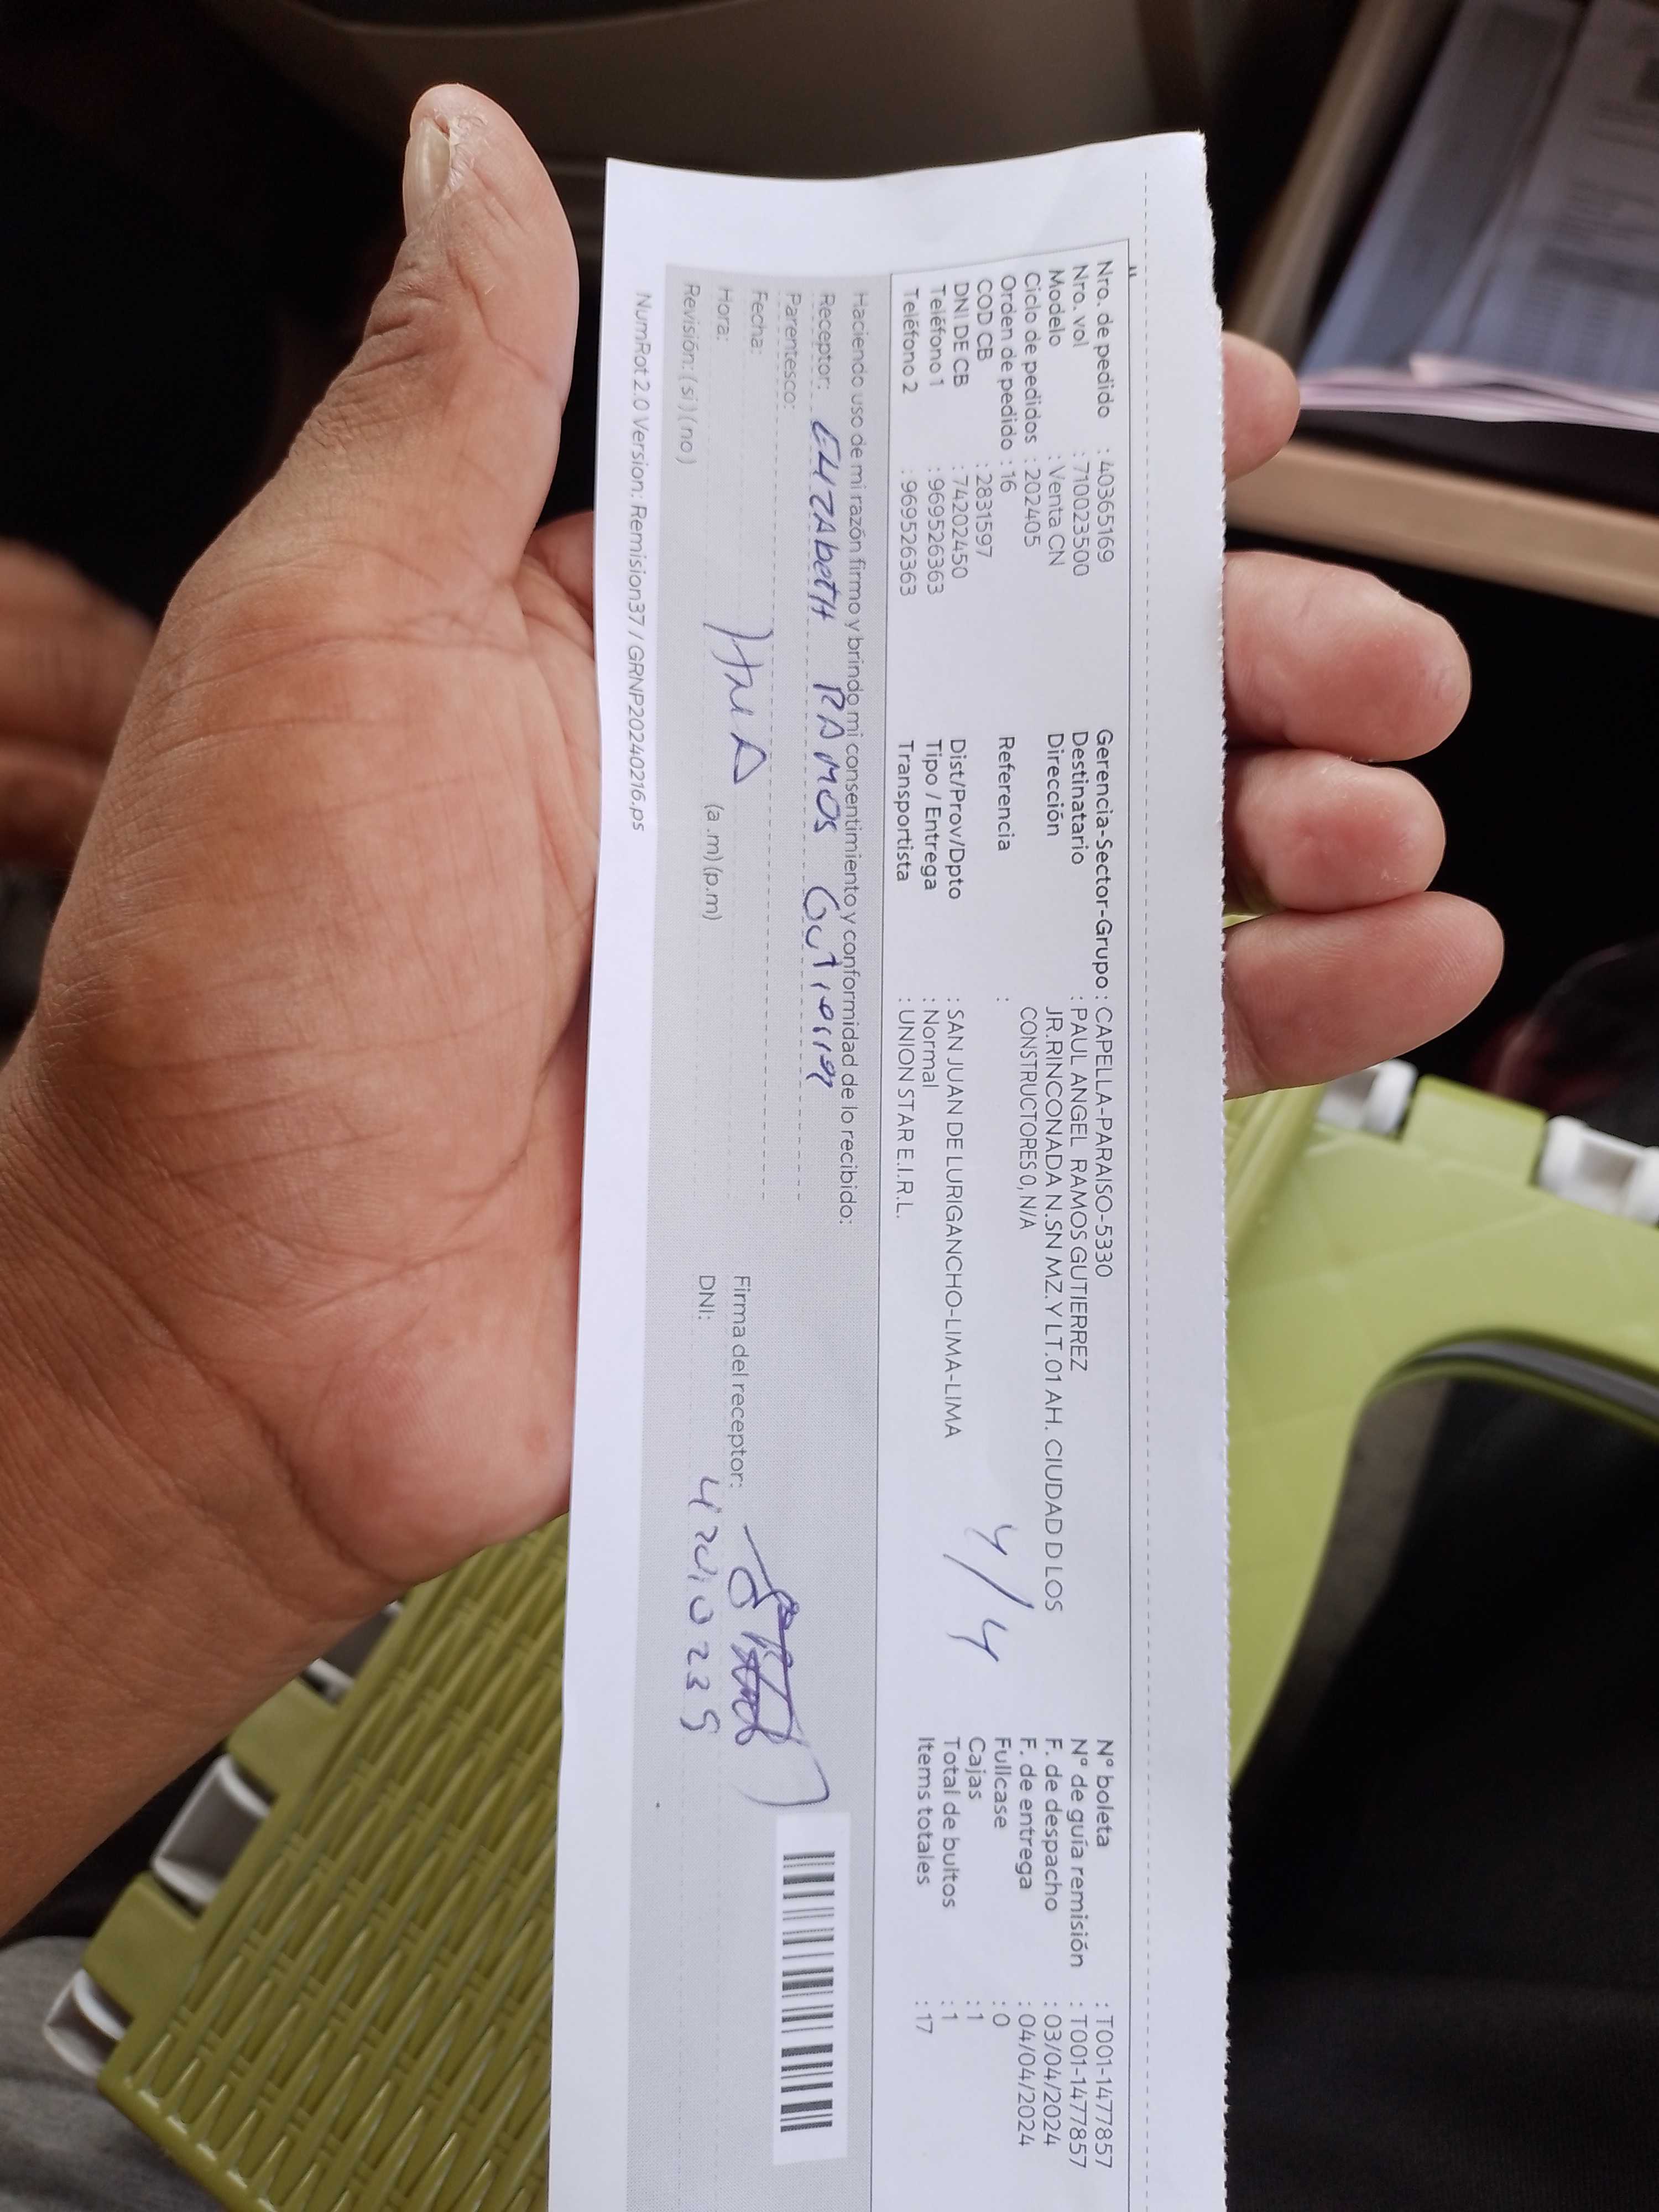 Nro. de pedido : 40365169
Nro. vol : 710023500
Modelo : Venta CN
Ciclo de pedidos : 202405
Orden de pedido : 16
COD CB : 2831597
DNI DE CB : 74202450
Teléfono 1 : 969526363
Teléfono 2 : 969526363
Gerencia-Sector-Grupo : CAPELLA-PARAISO-5330
Destinatario : PAUL ANGEL RAMOS GUTIERREZ
Dirección JR.RINCONADA N.SN MZ.Y LT.01 AH. CIUDAD D LOS
CONSTRUCTORES 0, N/A
Referencia :
Dist/Prov/Dpto : SAN JUAN DE LURIGANCHO-LIMA-LIMA
Tipo / Entrega : Normal
Transportista : UNION STAR E.I.R.L.
4/4
N° boleta : T001-1477857
N° de guía remisión : T001-1477857
F. de despacho : 03/04/2024
F. de entrega : 04/04/2024
Fullcase : 0
Cajas : 1
Total de bultos : 1
Items totales : 17
Haciendo uso de mi razón firmo y brindo mi consentimiento y conformidad de lo recibido:
Receptor: ElIZAbetH RAMOS
Parentesco:
Fecha:
Hora: (a .m) (p.m)
Revisión: ( si ) ( no )
Firma del receptor:
DNI:
NumRot 2.0 Version: Remision37 / GRNP20240216.ps